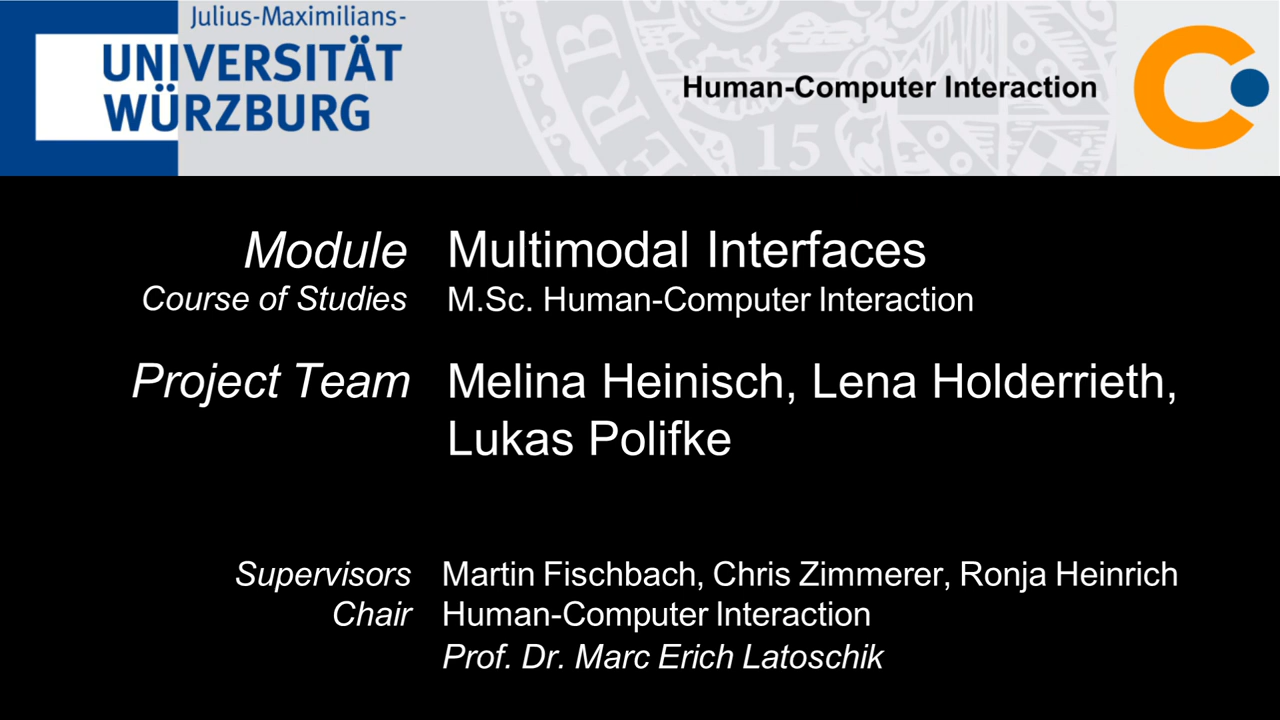 Julius-Maximilians-
UNIVERSITÄT
WÜRZBURG
Human-Computer Interaction
ERB
15
Module Multimodal Interfaces
Course of Studies M.Sc. Human-Computer Interaction
Project Team Melina Heinisch, Lena Holderrieth,
Lukas Polifke
Supervisors Martin Fischbach, Chris Zimmerer, Ronja Heinrich
Chair Human-Computer Interaction
Prof. Dr. Marc Erich Latoschik